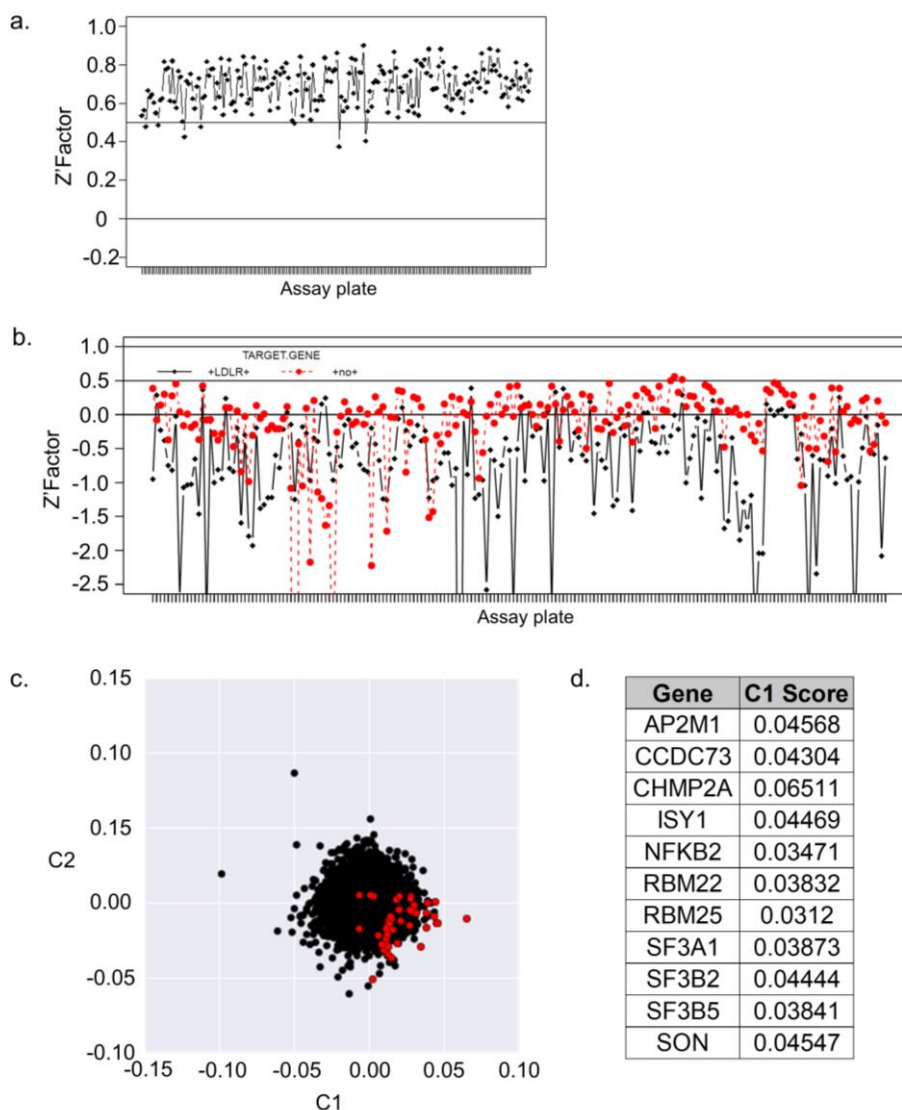 a.
1.0
0.8
0.6
0.4
0.2
0
-0.2
Z'Factor
Assay plate
b.
TARGET.GENE
+LDLR+ +no+
1.0
0.5
0.0
-0.5
-1.0
-1.5
-2.0
-2.5
Z'Factor
Assay plate
c.
0.15
0.10
0.15
0.00
-0.05
-0.10
C2
-0.15 -0.10 -0.05 0.00 0.05 0.10
C1
d.
Gene C1 Score
AP2M1 0.04568
CCDC73 0.04304
CHMP2A 0.06511
ISY1 0.04469
NFKB2 0.03471
RBM22 0.03832
RBM25 0.0312
SF3A1 0.03873
SF3B2 0.04444
SF3B5 0.03841
SON 0.04547